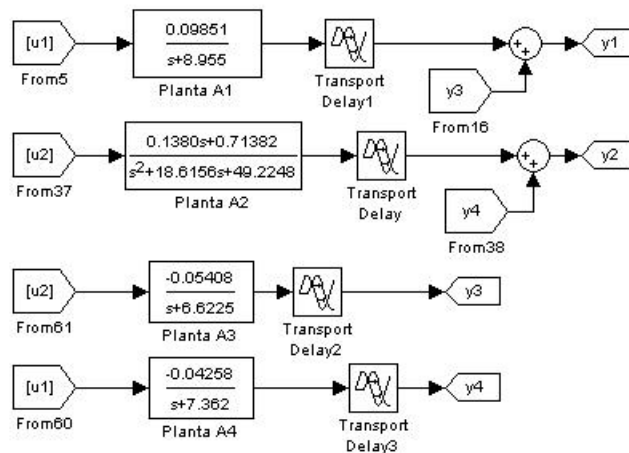 [u1]
From5
0.09851
s+8.955
Planta A1
Transport
Delay1
y3
From16
++
y1
[u2]
From37
0.1380s+0.71382
s²+18.6156s+49.2248
Planta A2
Transport
Delay
y4
From38
++
y2
[u2]
From61
-0.05408
s+6.6225
Planta A3
Transport
Delay2
y3
[u1]
From60
-0.04258
s+7.362
Planta A4
Transport
Delay3
y4